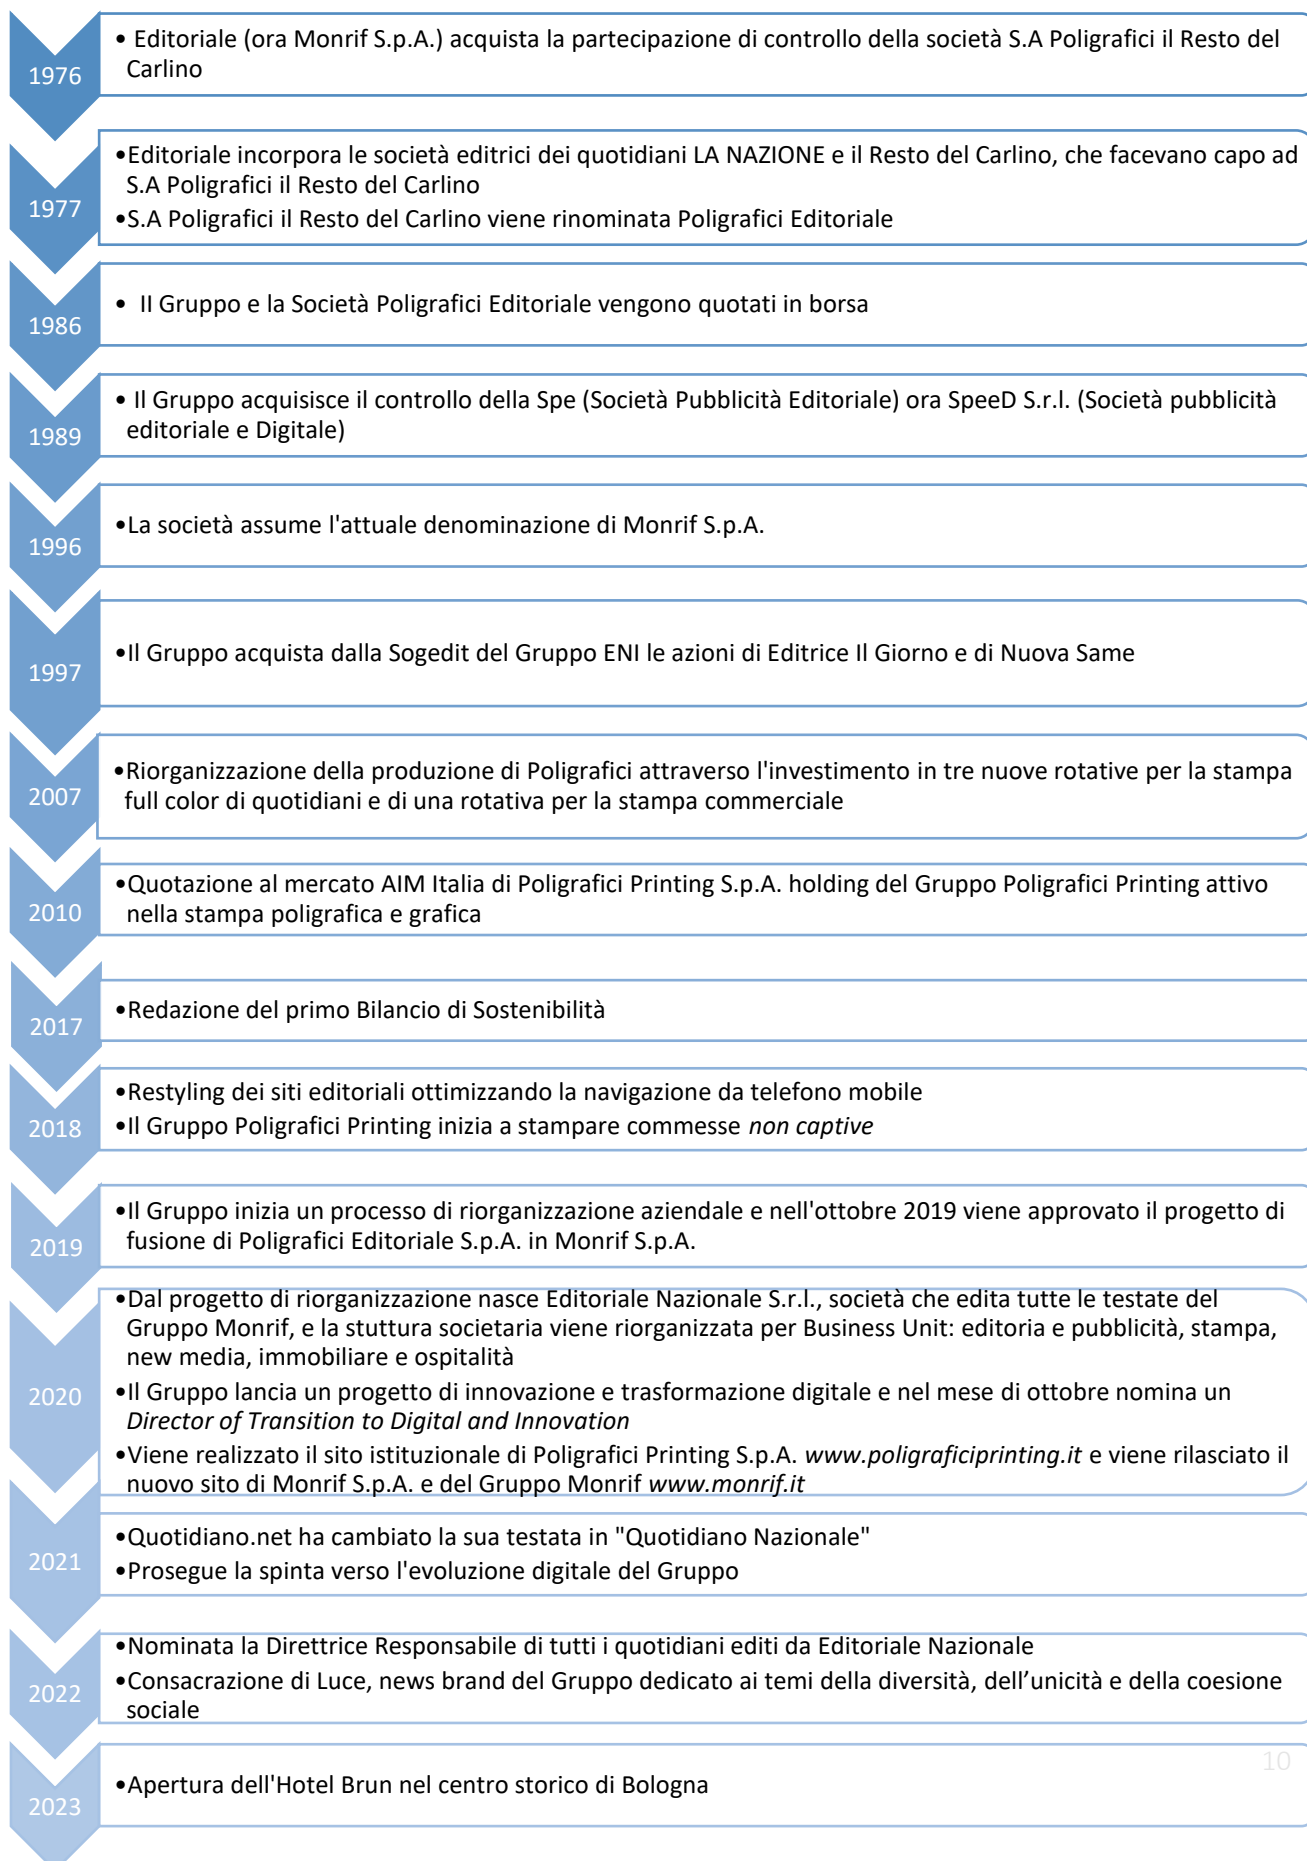 1976
• Editoriale (ora Monrif S.p.A.) acquista la partecipazione di controllo della società S.A Poligrafici il Resto del
Carlino
1977
•Editoriale incorpora le società editrici dei quotidiani LA NAZIONE e il Resto del Carlino, che facevano capo ad
S.A Poligrafici il Resto del Carlino
•S.A Poligrafici il Resto del Carlino viene rinominata Poligrafici Editoriale
1986
• II Gruppo e la Società Poligrafici Editoriale vengono quotati in borsa
1989
• Il Gruppo acquisisce il controllo della Spe (Società Pubblicità Editoriale) ora SpeeD S.r.l. (Società pubblicità
editoriale e Digitale)
1996
•La società assume l'attuale denominazione di Monrif S.p.A.
1997
•Il Gruppo acquista dalla Sogedit del Gruppo ENI le azioni di Editrice Il Giorno e di Nuova Same
2007
•Riorganizzazione della produzione di Poligrafici attraverso l'investimento in tre nuove rotative per la stampa
full color di quotidiani e di una rotativa per la stampa commerciale
2010
•Quotazione al mercato AIM Italia di Poligrafici Printing S.p.A. holding del Gruppo Poligrafici Printing attivo
nella stampa poligrafica e grafica
2017
•Redazione del primo Bilancio di Sostenibilità
2018
•Restyling dei siti editoriali ottimizzando la navigazione da telefono mobile
•Il Gruppo Poligrafici Printing inizia a stampare commesse non captive
2019
•Il Gruppo inizia un processo di riorganizzazione aziendale e nell'ottobre 2019 viene approvato il progetto di
fusione di Poligrafici Editoriale S.p.A. in Monrif S.p.A.
2020
•Dal progetto di riorganizzazione nasce Editoriale Nazionale S.r.l., società che edita tutte le testate del
Gruppo Monrif, e la stuttura societaria viene riorganizzata per Business Unit: editoria e pubblicità, stampa,
new media, immobiliare e ospitalità
•Il Gruppo lancia un progetto di innovazione e trasformazione digitale e nel mese di ottobre nomina un
Director of Transition to Digital and Innovation
•Viene realizzato il sito istituzionale di Poligrafici Printing S.p.A. www.poligraficiprinting.it e viene rilasciato il
nuovo sito di Monrif S.p.A. e del Gruppo Monrif www.monrif.it
2021
•Quotidiano.net ha cambiato la sua testata in "Quotidiano Nazionale"
•Prosegue la spinta verso l'evoluzione digitale del Gruppo
2022
•Nominata la Direttrice Responsabile di tutti i quotidiani editi da Editoriale Nazionale
•Consacrazione di Luce, news brand del Gruppo dedicato ai temi della diversità, dell’unicità e della coesione
sociale
2023
•Apertura dell'Hotel Brun nel centro storico di Bologna
10